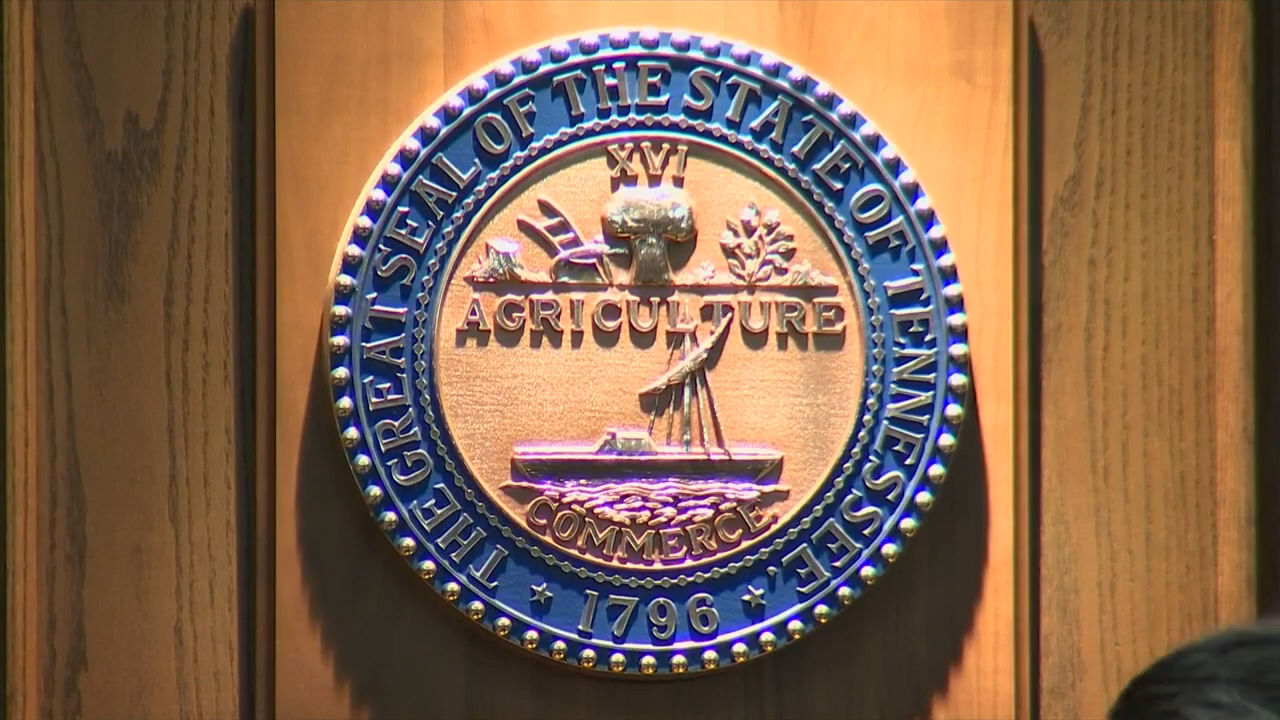 THE GREAT SEAL OF THE STATE OF TENNESSEE,
XVI
AGRICULTURE
COMMERCE
★ 1796 ★